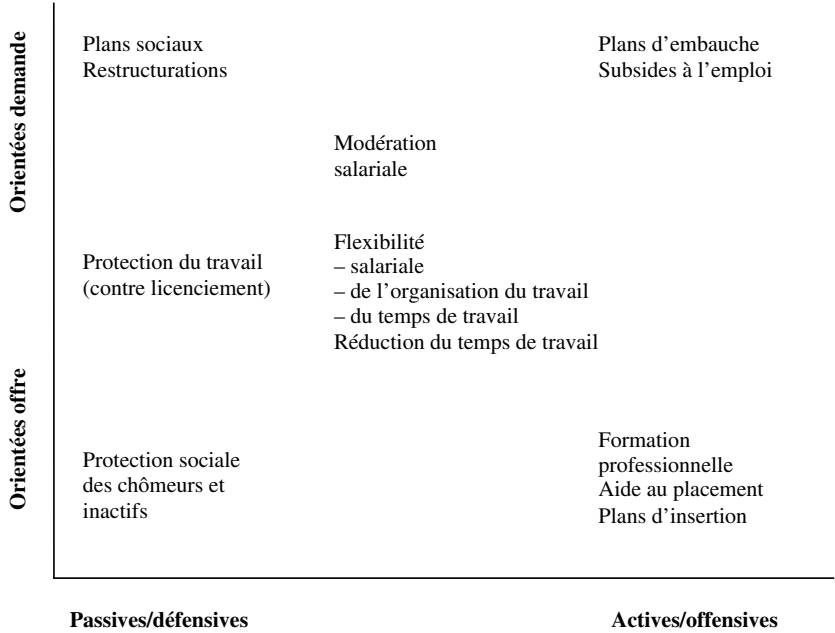 Orientées demande
Plans sociaux
Restructurations
Plans d’embauche
Subsides à l’emploi
Modération
salariale
Protection du travail
(contre licenciement)
Flexibilité
– salariale
– de l’organisation du travail
– du temps de travail
Réduction du temps de travail
Orientées offre
Protection sociale
des chômeurs et
inactifs
Formation
professionnelle
Aide au placement
Plans d’insertion
Passives/défensives
Actives/offensives